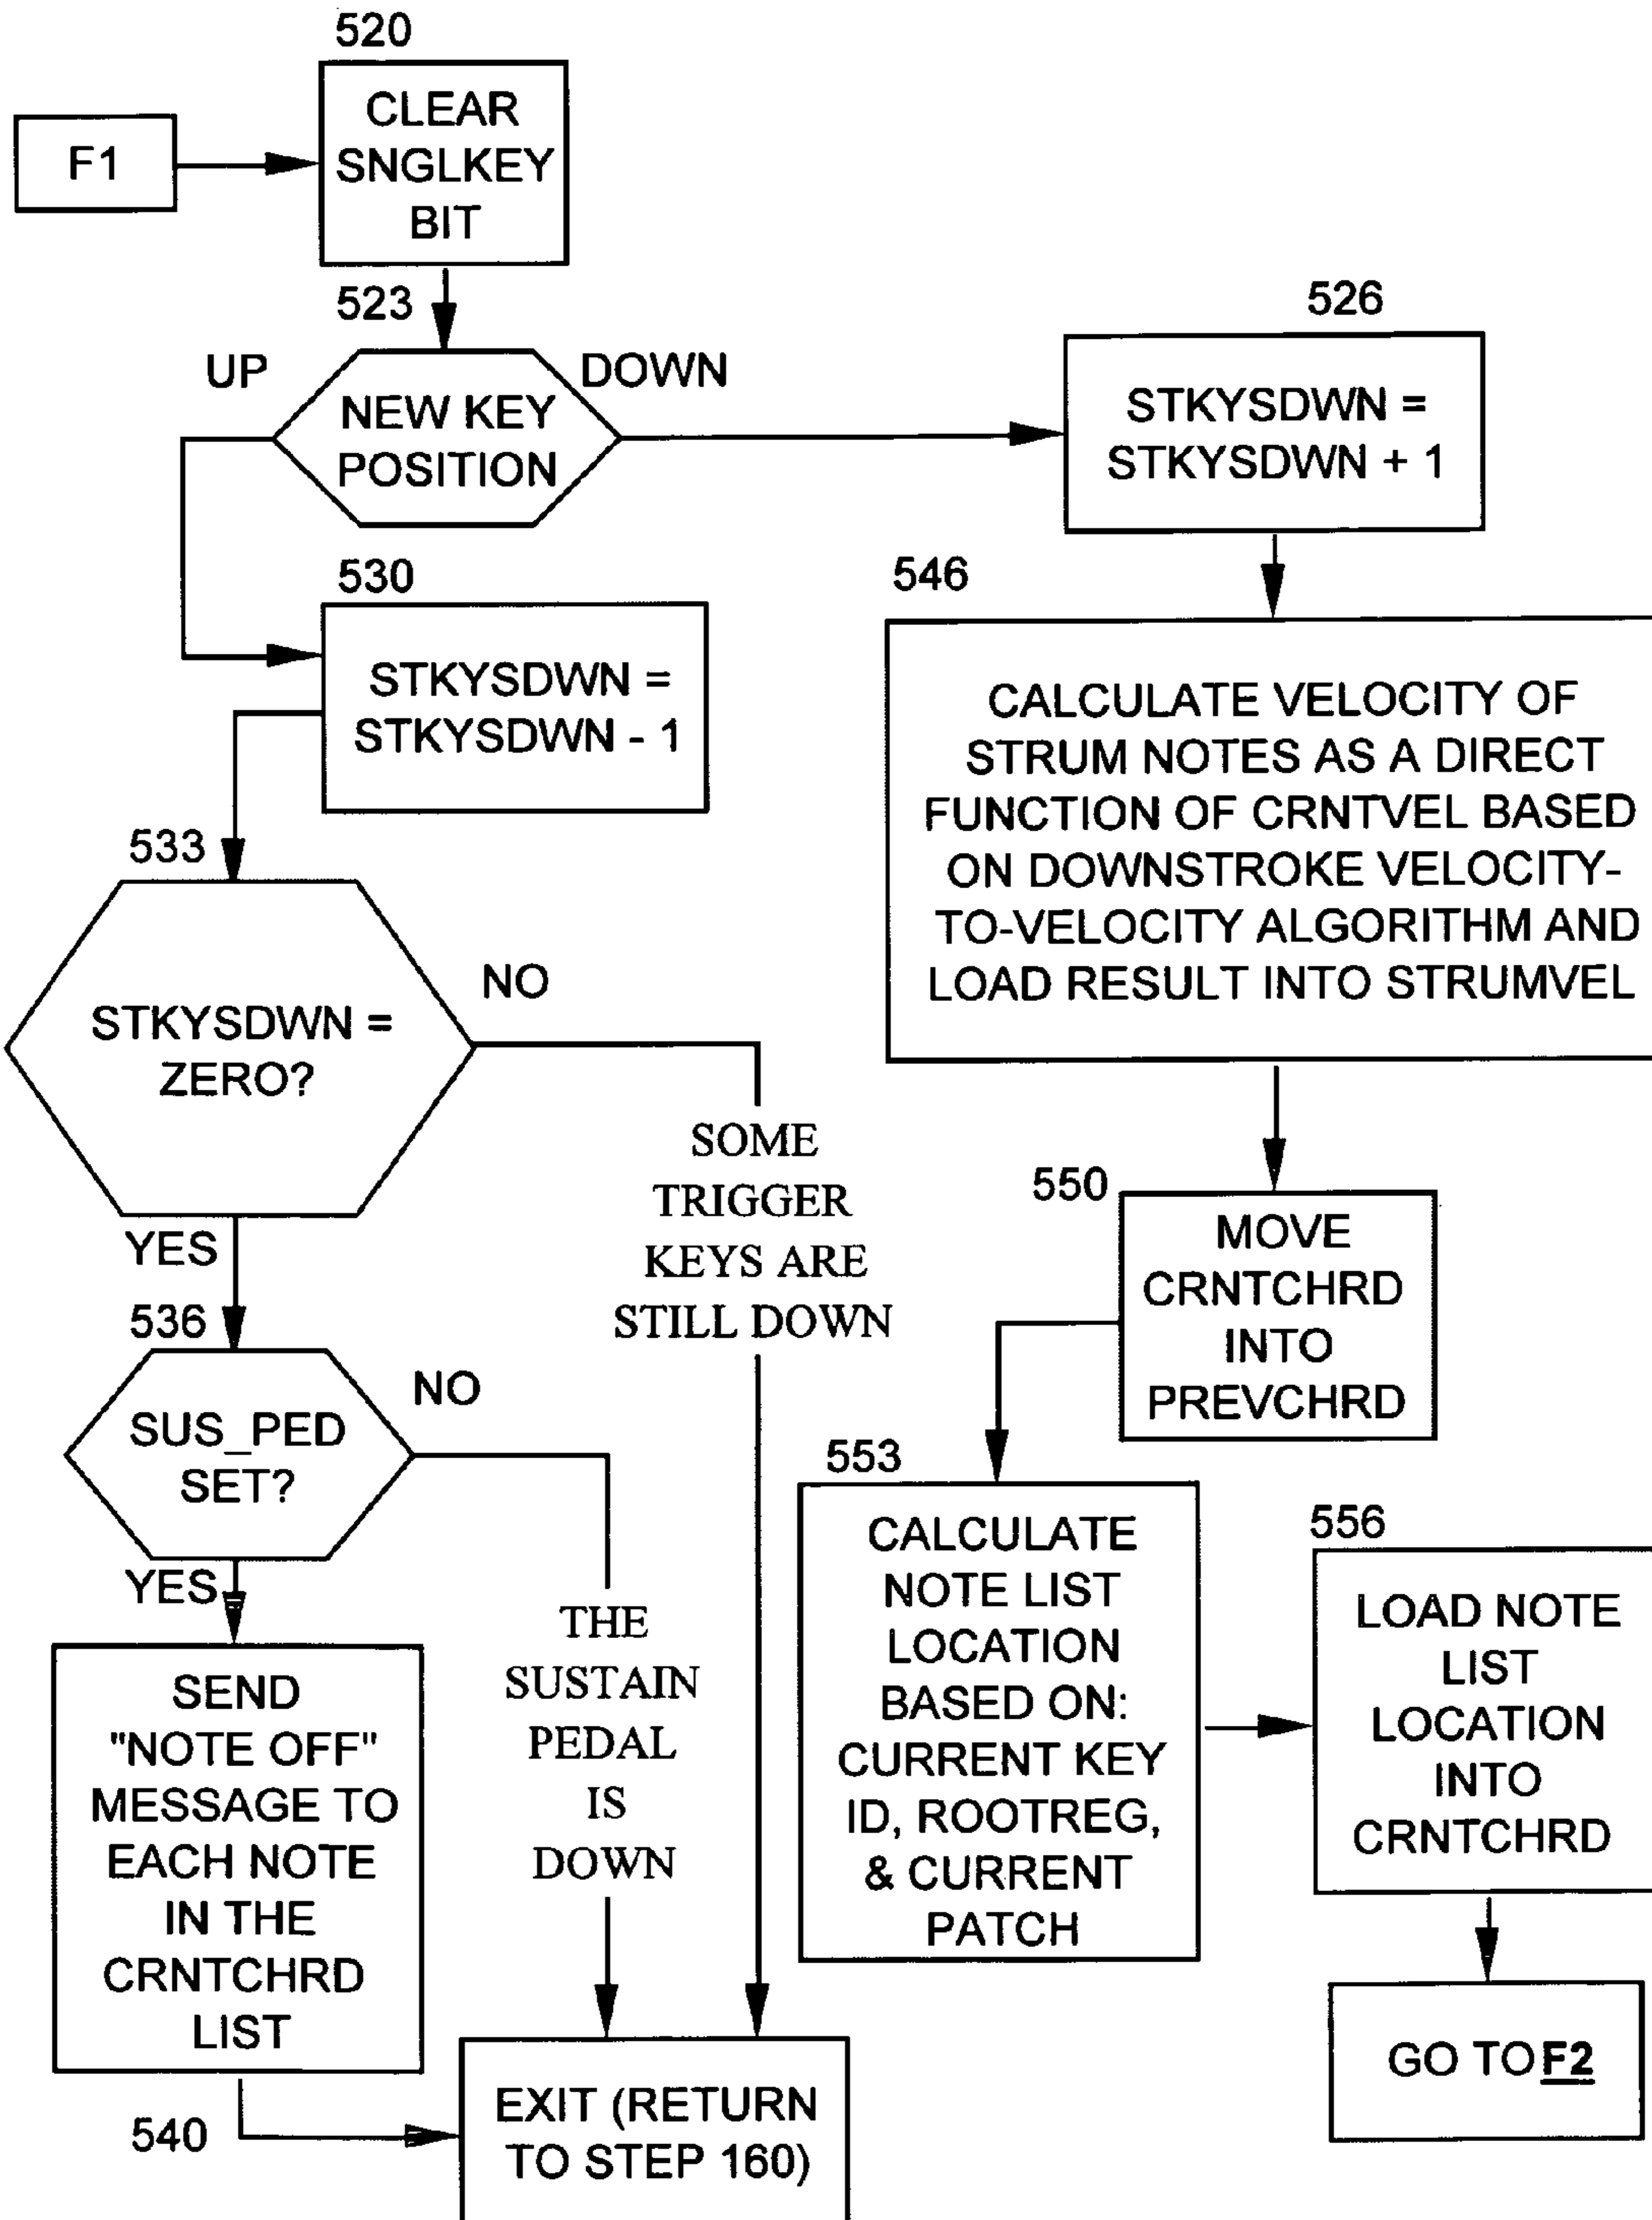 520
F1
CLEAR
SNGLKEY
BIT
523
UP
DOWN
NEW KEY
POSITION
526
STKYSDWN =
STKYSDWN + 1
530
STKYSDWN =
STKYSDWN - 1
546
CALCULATE VELOCITY OF
STRUM NOTES AS A DIRECT
FUNCTION OF CRNTVEL BASED
ON DOWNSTROKE VELOCITY-
TO-VELOCITY ALGORITHM AND
LOAD RESULT INTO STRUMVEL
533
STKYSDWN =
ZERO?
NO
SOME
TRIGGER
KEYS ARE
STILL DOWN
YES
536
SUS_PED
SET?
NO
THE
SUSTAIN
PEDAL
IS
DOWN
YES
SEND
"NOTE OFF"
MESSAGE TO
EACH NOTE
IN THE
CRNTCHRD
LIST
540
EXIT (RETURN
TO STEP 160)
550
MOVE
CRNTCHRD
INTO
PREVCHRD
553
CALCULATE
NOTE LIST
LOCATION
BASED ON:
CURRENT KEY
ID, ROOTREG,
& CURRENT
PATCH
556
LOAD NOTE
LIST
LOCATION
INTO
CRNTCHRD
GO TO F2